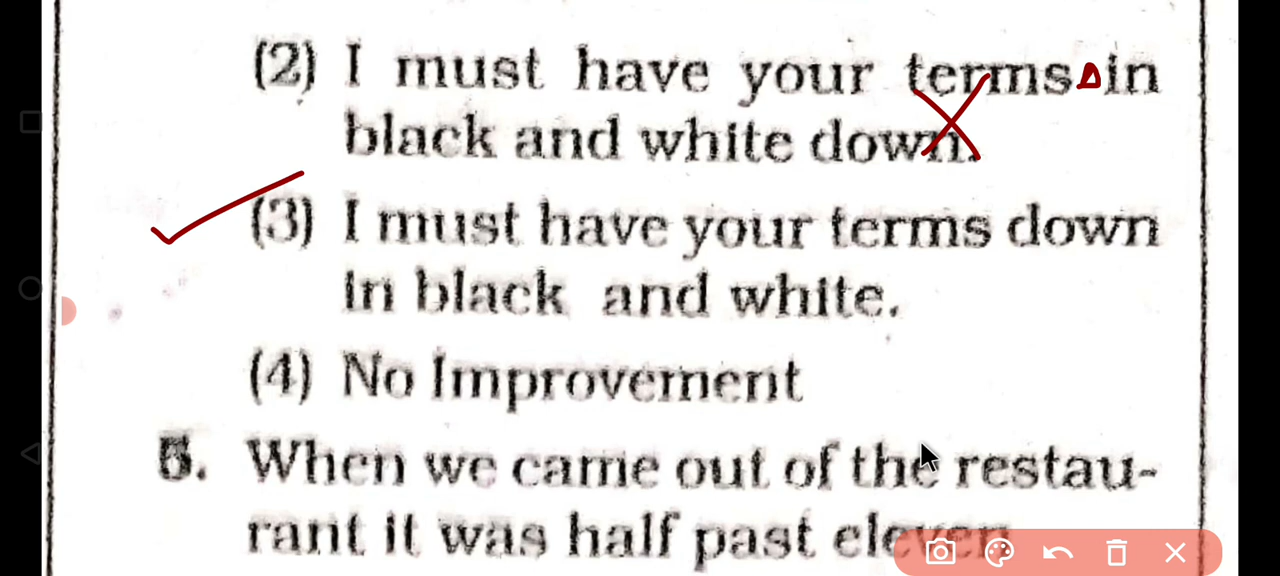 (2) I must have your terms in
black and white down.
(3) I must have your terms down
in black and white.
(4) No Improvement
5. When we came out of the restau-
rant it was half past eleven